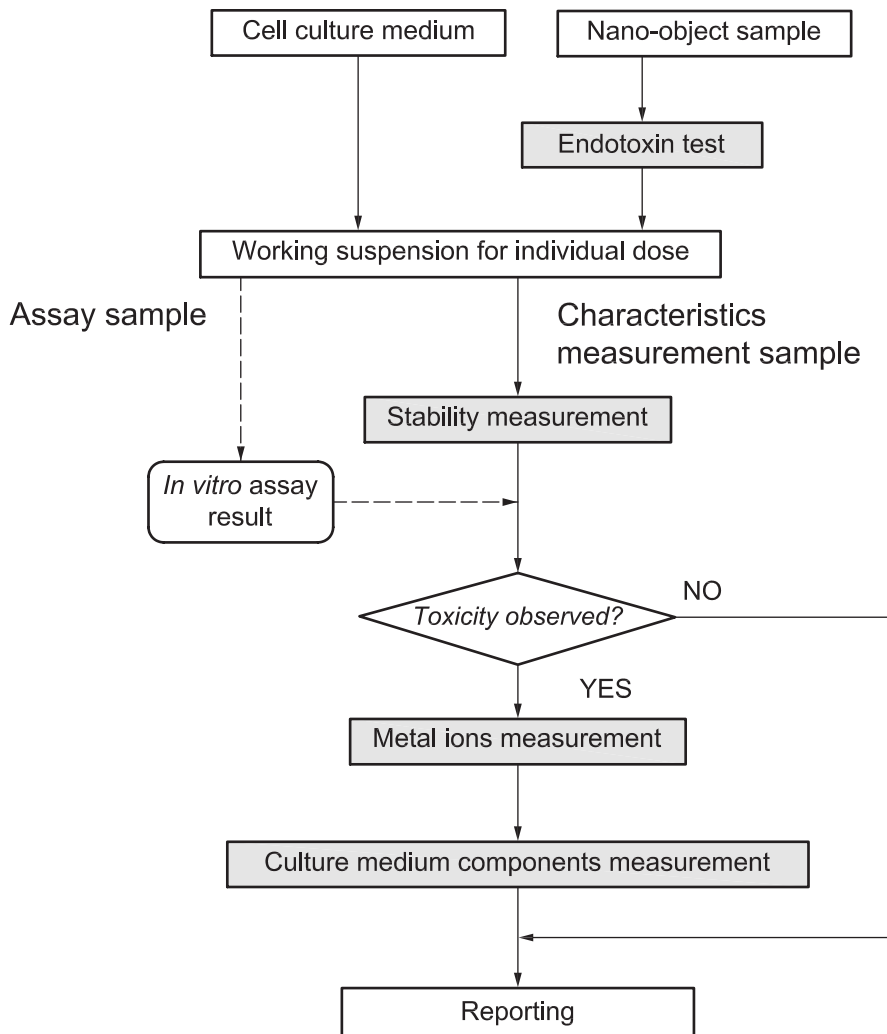 Cell culture medium
Nano-object sample
Endotoxin test
Working suspension for individual dose
Assay sample
Characteristics
measurement sample
Stability measurement
In vitro assay
result
Toxicity observed?
NO
YES
Metal ions measurement
Culture medium components measurement
Reporting